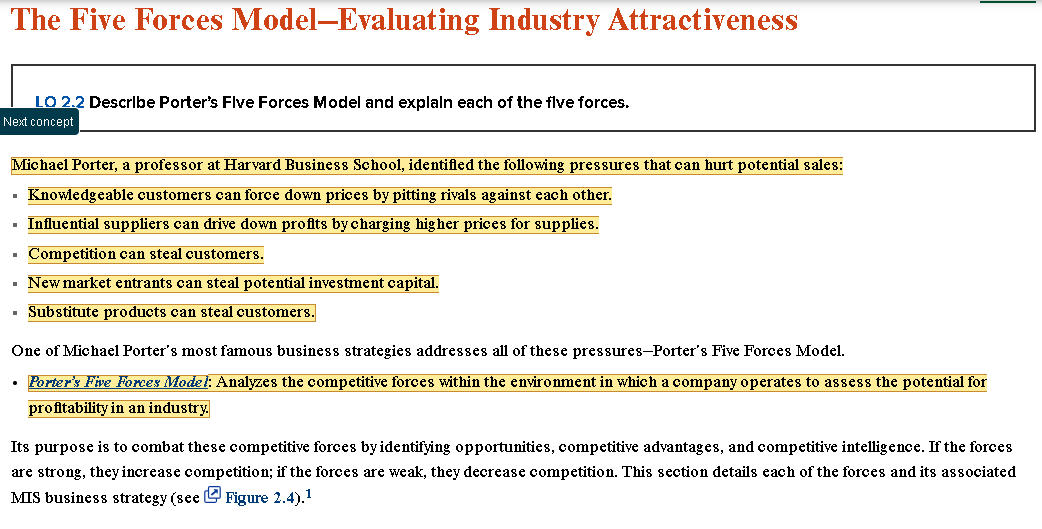 The Five Forces Model—Evaluating Industry Attractiveness
LO 2.2 Describe Porter's Five Forces Model and explain each of the five forces.
Next concept
Michael Porter, a professor at Harvard Business School, identified the following pressures that can hurt potential sales:
▪ Knowledgeable customers can force down prices by pitting rivals against each other.
▪ Influential suppliers can drive down profits by charging higher prices for supplies.
▪ Competition can steal customers.
▪ New market entrants can steal potential investment capital.
▪ Substitute products can steal customers.
One of Michael Porter's most famous business strategies addresses all of these pressures—Porter's Five Forces Model.
• Porter's Five Forces Model: Analyzes the competitive forces within the environment in which a company operates to assess the potential for
profitability in an industry.
Its purpose is to combat these competitive forces by identifying opportunities, competitive advantages, and competitive intelligence. If the forces
are strong, they increase competition; if the forces are weak, they decrease competition. This section details each of the forces and its associated
MIS business strategy (see Figure 2.4).1